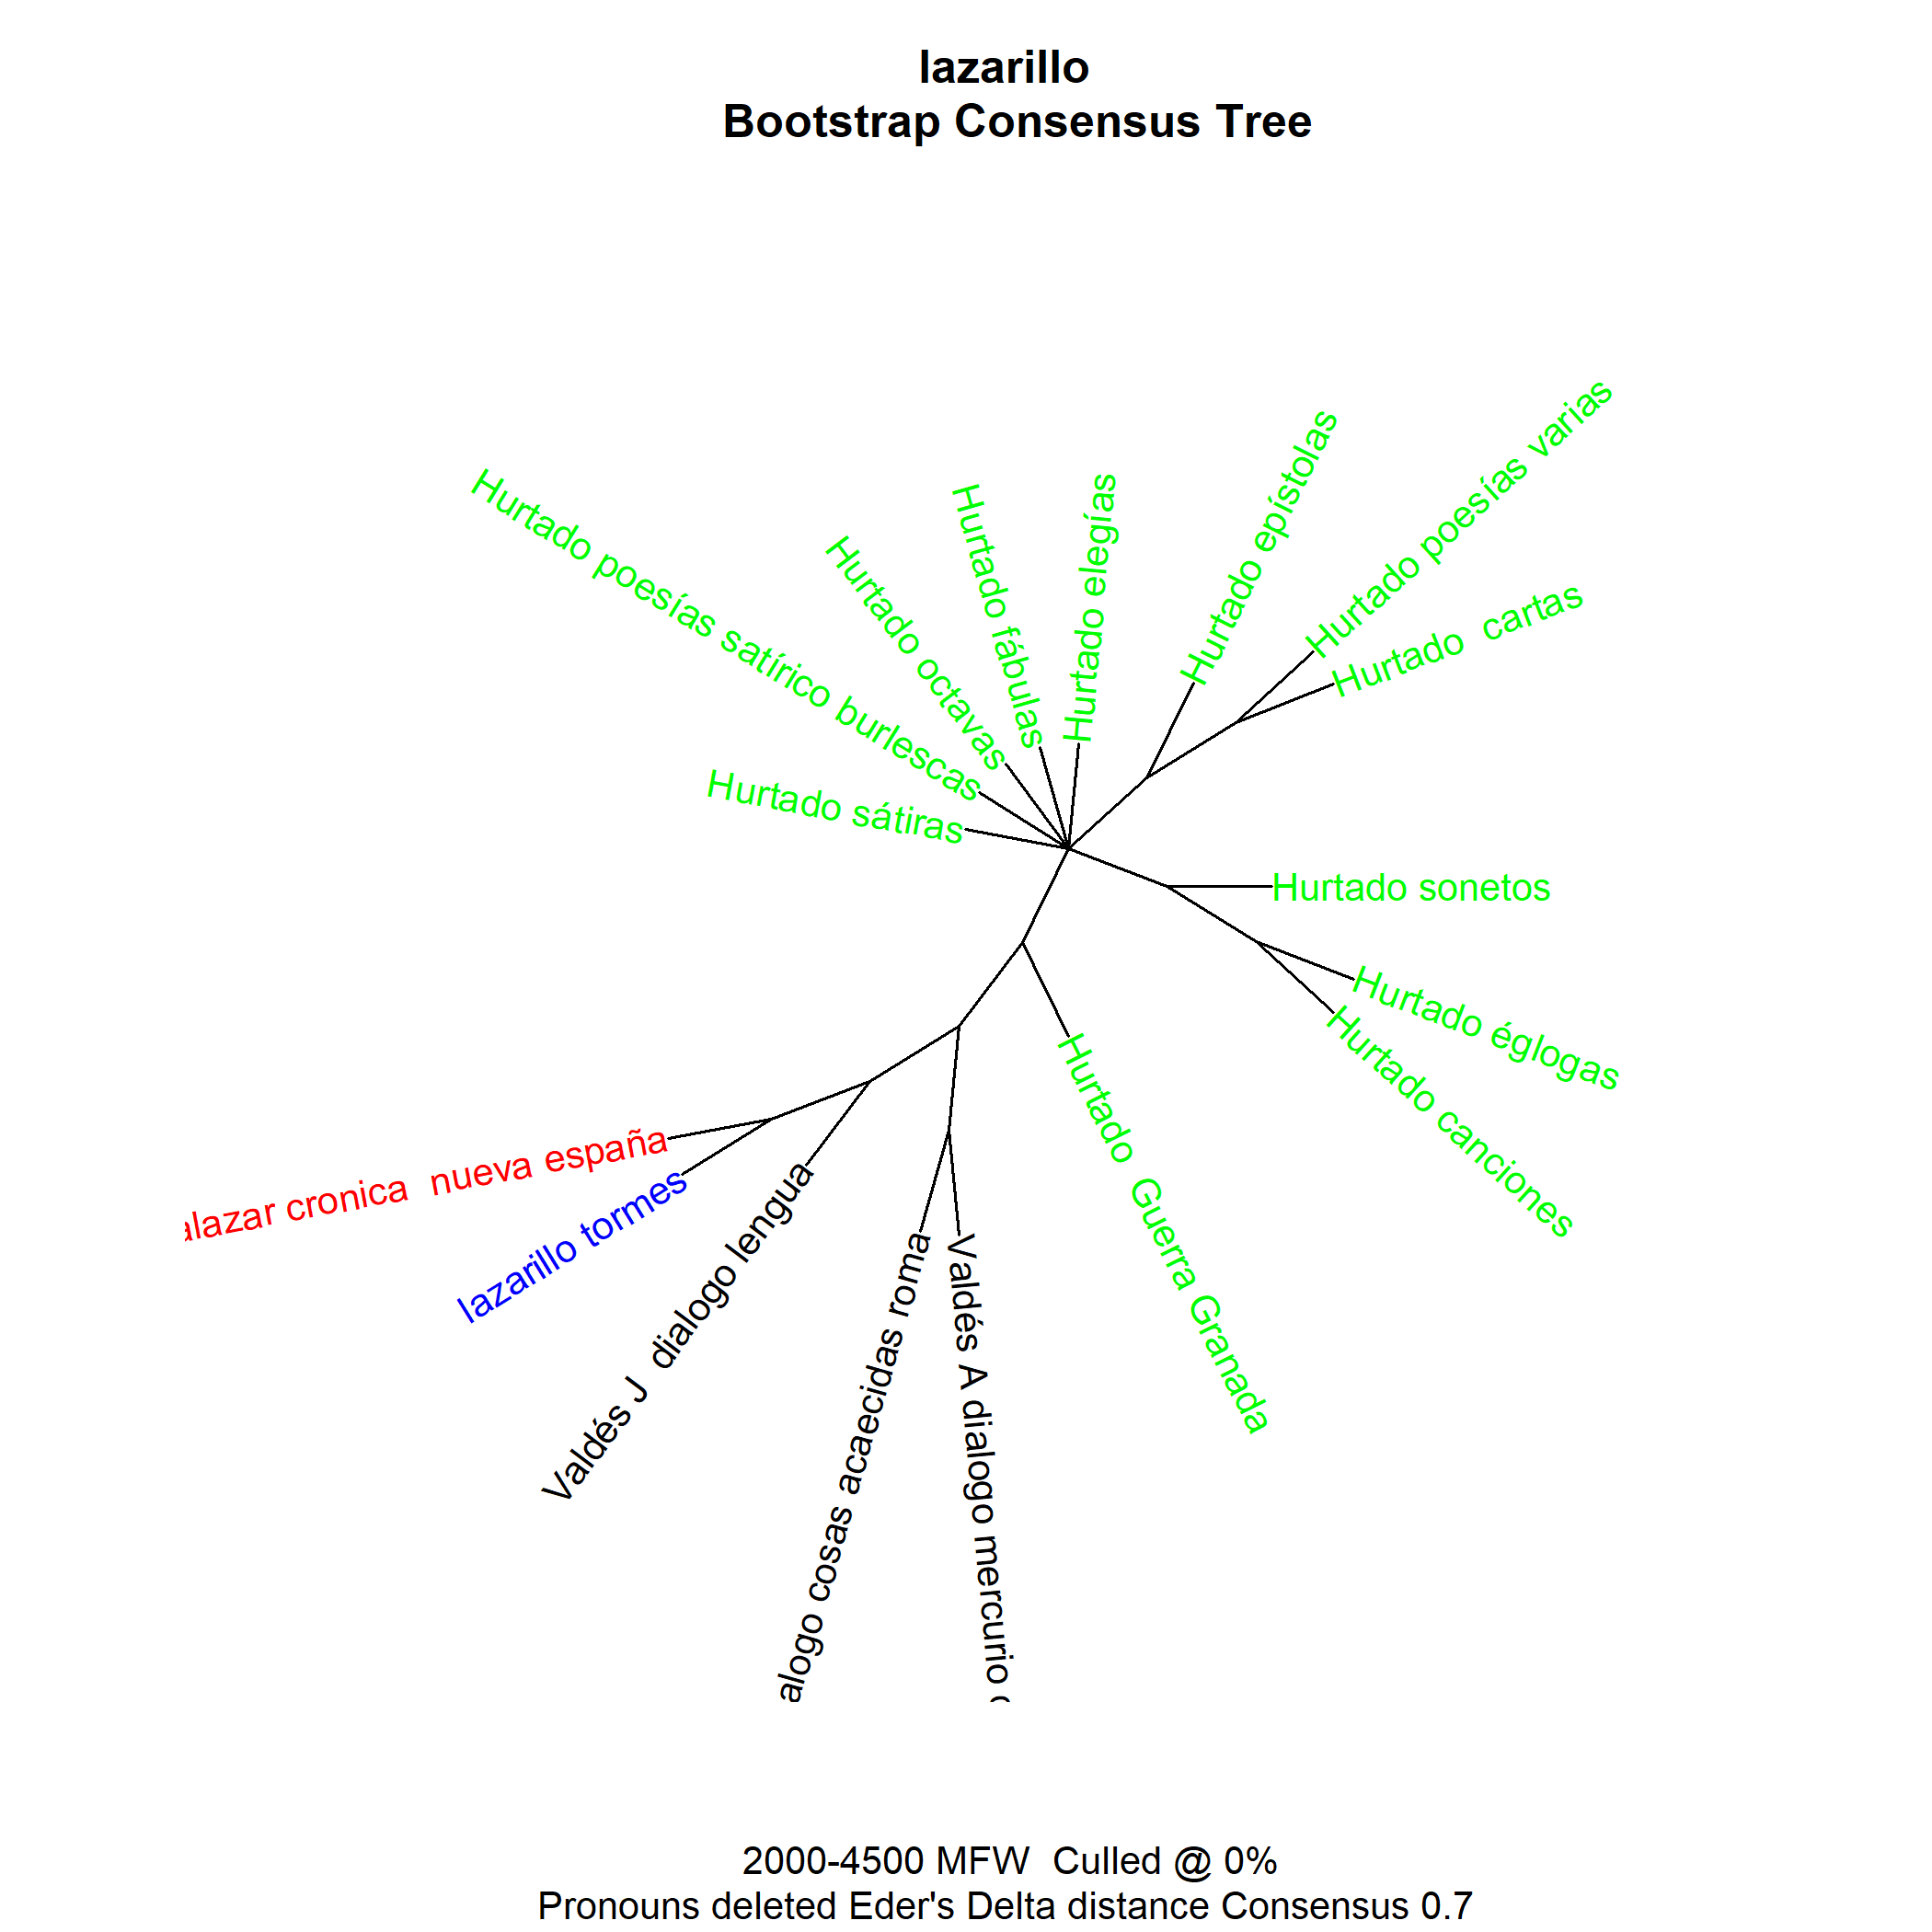 lazarillo
Bootstrap Consensus Tree
Hurtado poesías varias
Hurtado epístolas
Hurtado cartas
Hurtado elegías
Hurtado fábulas
Hurtado octavas
Hurtado poesías satírico burlescas
Hurtado sátiras
Hurtado sonetos
Hurtado églogas
Hurtado canciones
Hurtado Guerra Granada
alazar cronica nueva españa
lazarillo tormes
Valdés J dialogo lengua
alogo cosas acaecidas roma
Valdés A dialogo mercurio
2000-4500 MFW Culled @ 0%
Pronouns deleted Eder's Delta distance Consensus 0.7